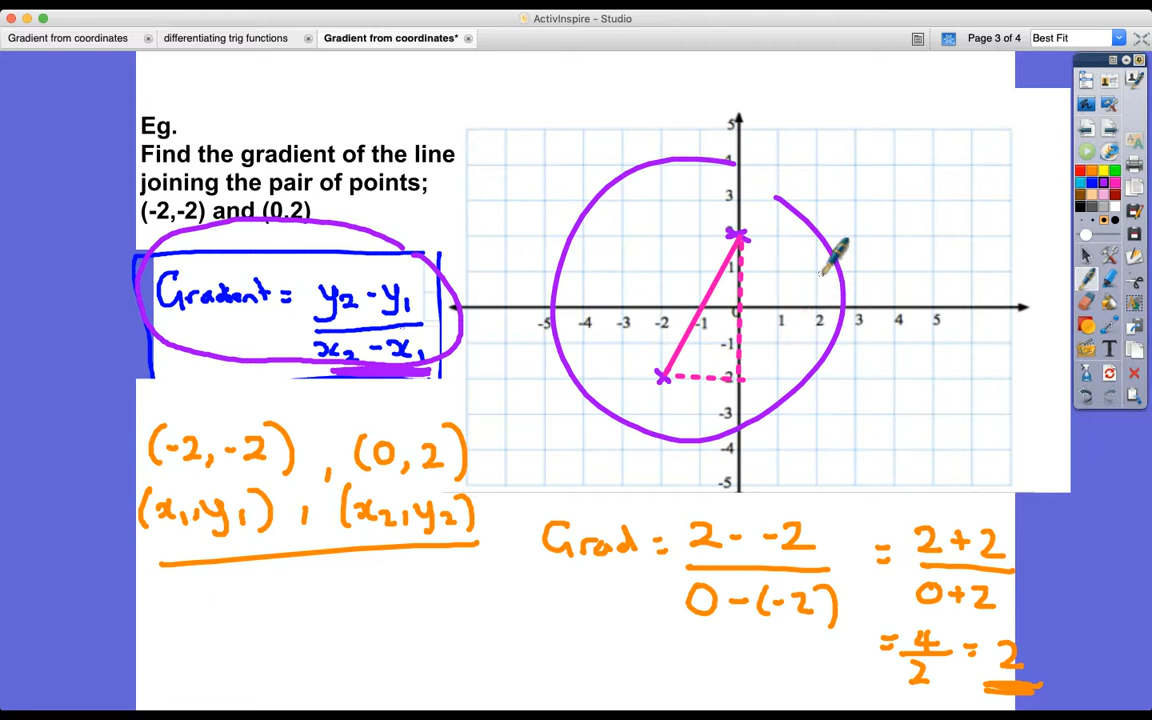 ActivInspire - Studio
Gradient from coordinates
differentiating trig functions
Gradient from coordinates*
Page 3 of 4
Best Fit
Eg.
Find the gradient of the line
joining the pair of points;
(-2,-2) and (0,2)
Gradient = y2 - y1
x2 - x1
(-2, -2) , (0, 2)
(x1, y1) , (x2, y2)
5
4
3
1
-5 -4 -3 -2 -1 0 1 2 3 4 5
-1
-2
-3
-4
-5
Grad = 2 - -2 = 2 + 2
0 - (-2) 0 + 2
= 4 = 2
2
T